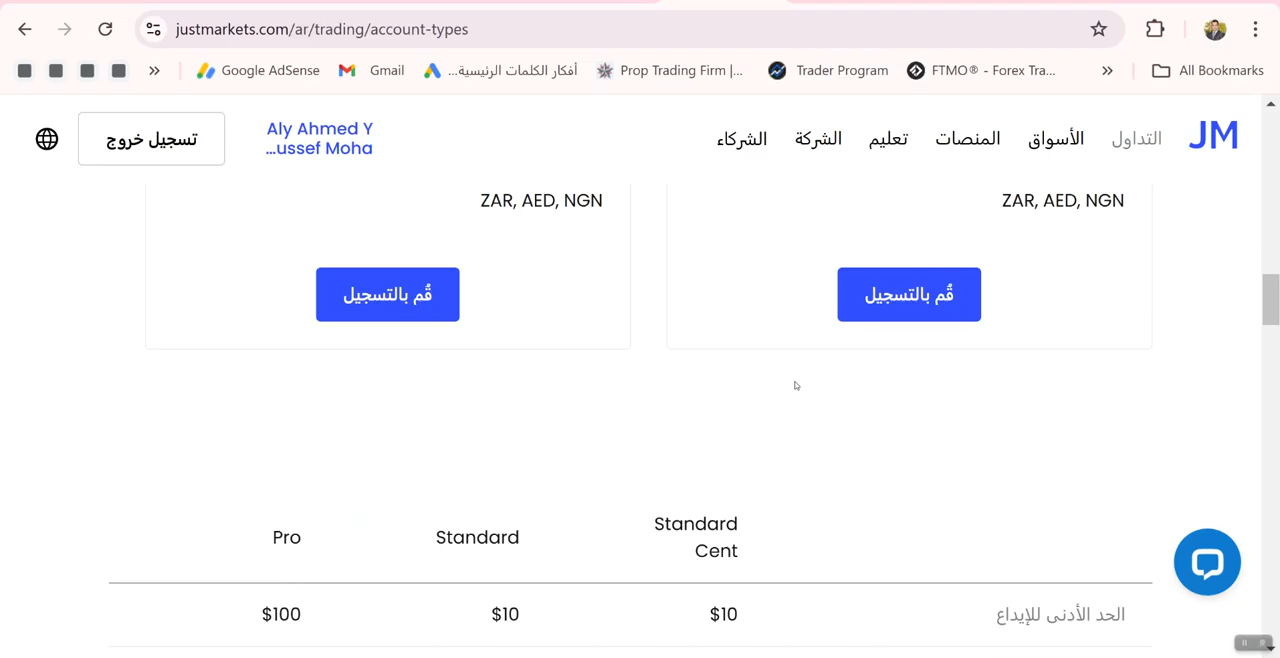 justmarkets.com/ar/trading/account-types
Google AdSense
Gmail
أفكار الكلمات الرئيسية...
Prop Trading Firm |...
Trader Program
FTMO® - Forex Tra...
All Bookmarks
JM
التداول
الأسواق
المنصات
تعليم
الشركة
الشركاء
Aly Ahmed Y
ussef Moha...
تسجيل خروج
ZAR, AED, NGN
ZAR, AED, NGN
قُم بالتسجيل
قُم بالتسجيل
Standard Cent
Standard
Pro
الحد الأدنى للإيداع
$10
$10
$100